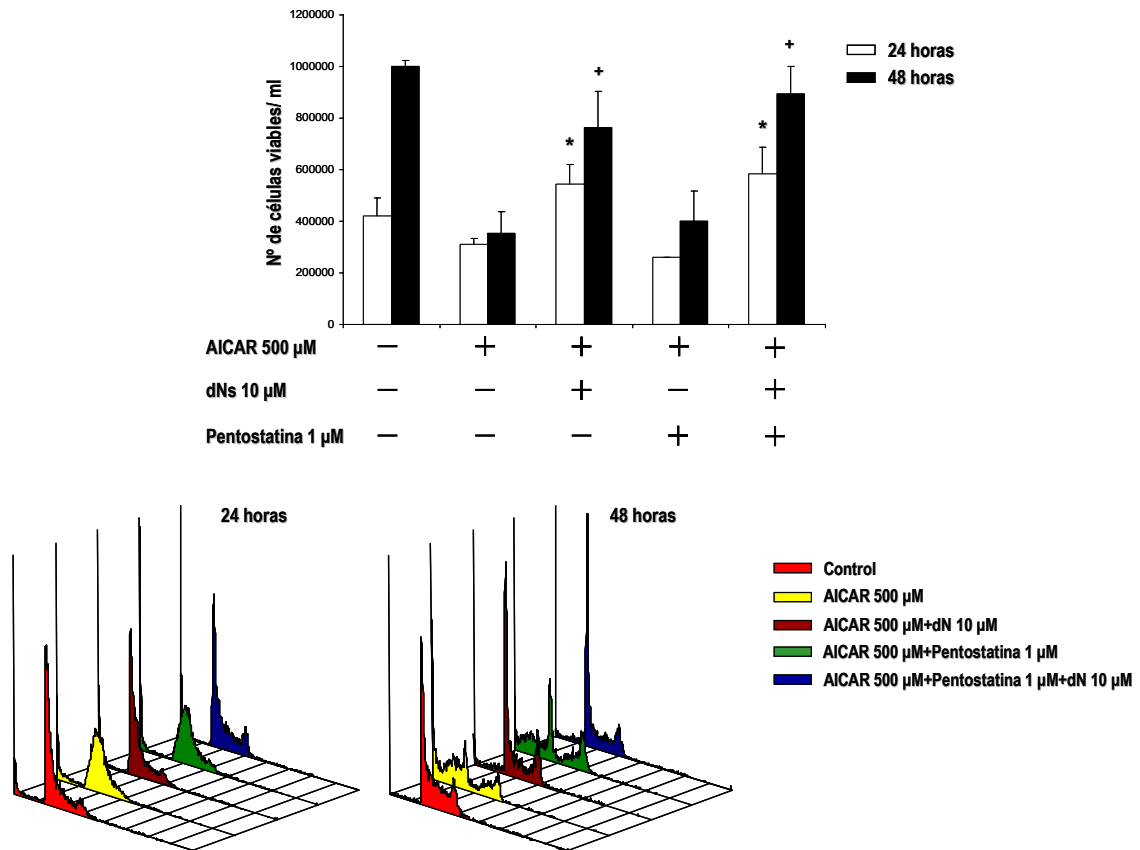 1200000
1000000
800000
600000
400000
200000
0
Nº de células viables/ ml
* + * +
24 horas
48 horas
AICAR 500 µM − + + + +
dNs 10 µM − − + − +
Pentostatina 1 µM − − − + +
24 horas
48 horas
Control
AICAR 500 µM
AICAR 500 µM+dN 10 µM
AICAR 500 µM+Pentostatina 1 µM
AICAR 500 µM+Pentostatina 1 µM+dN 10 µM